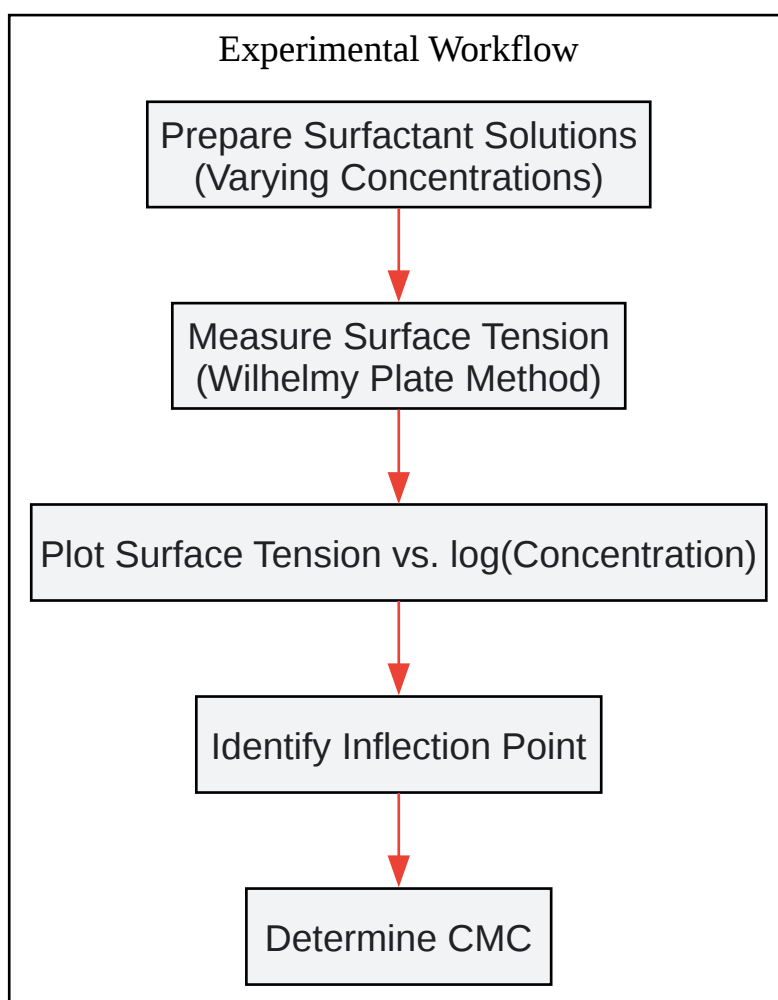 Experimental Workflow
Prepare Surfactant Solutions
(Varying Concentrations)
Measure Surface Tension
(Wilhelmy Plate Method)
Plot Surface Tension vs. log(Concentration)
Identify Inflection Point
Determine CMC